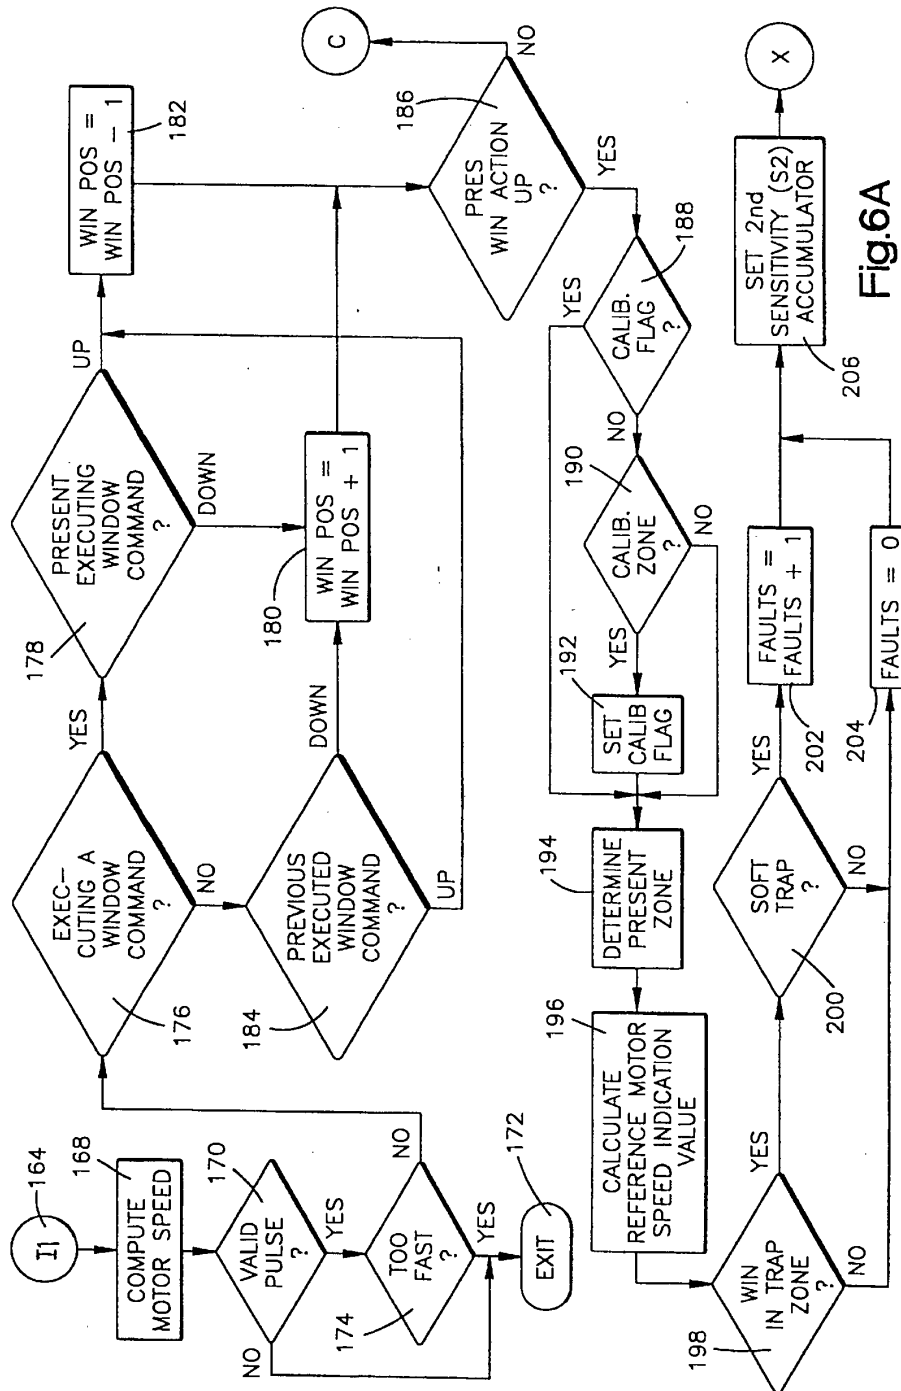 I1
164
COMPUTE
MOTOR SPEED
168
VALID
PULSE
?
170
NO
YES
TOO
FAST
?
174
NO
YES
EXIT
172
EXEC-
CUTING A
WINDOW
COMMAND
?
176
YES
NO
PREVIOUS
EXECUTED
WINDOW
COMMAND
?
184
DOWN
UP
PRESENT
EXECUTING
WINDOW
COMMAND
?
178
UP
DOWN
180
WIN POS =
WIN POS + 1
WIN POS =
WIN POS - 1
182
PRES
WIN ACTION
UP
?
186
NO
C
YES
CALIB.
FLAG
?
188
YES
NO
CALIB.
ZONE
?
190
NO
YES
192
SET
CALIB
FLAG
194
DETERMINE
PRESENT
ZONE
196
CALCULATE
REFERENCE MOTOR
SPEED INDICATION
VALUE
WIN
IN TRAP
ZONE
?
198
YES
NO
SOFT
TRAP
?
200
YES
NO
FAULTS =
FAULTS + 1
202
204
FAULTS = 0
SET 2nd
SENSITIVITY (S2)
ACCUMULATOR
206
X
Fig.6A